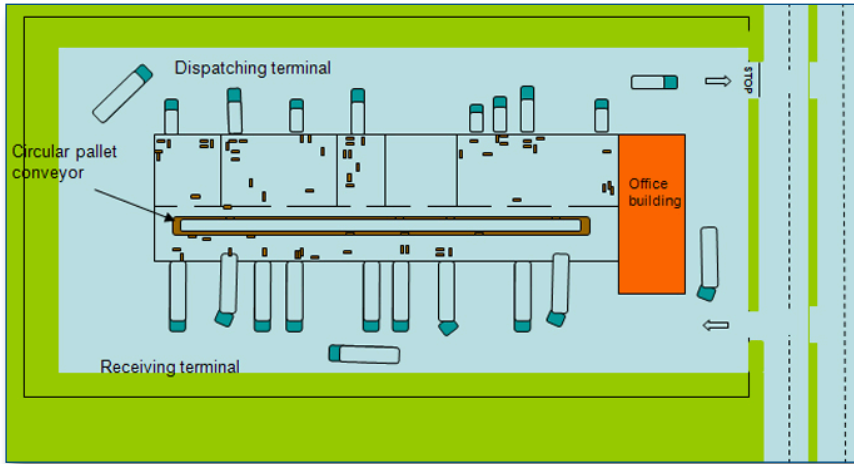 Dispatching terminal
STOP
Circular pallet
conveyor
Office
building
Receiving terminal